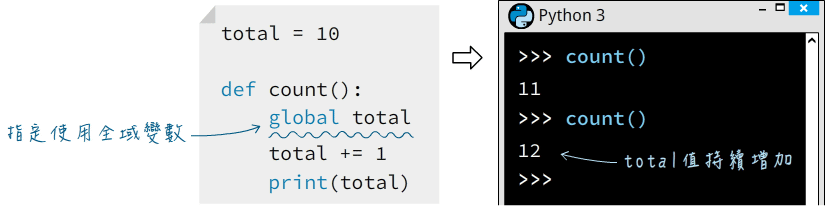 total = 10
def count():
global total
total += 1
print(total)
指定使用全域變數
Python 3
>>> count()
11
>>> count()
12
>>>
total值持續增加